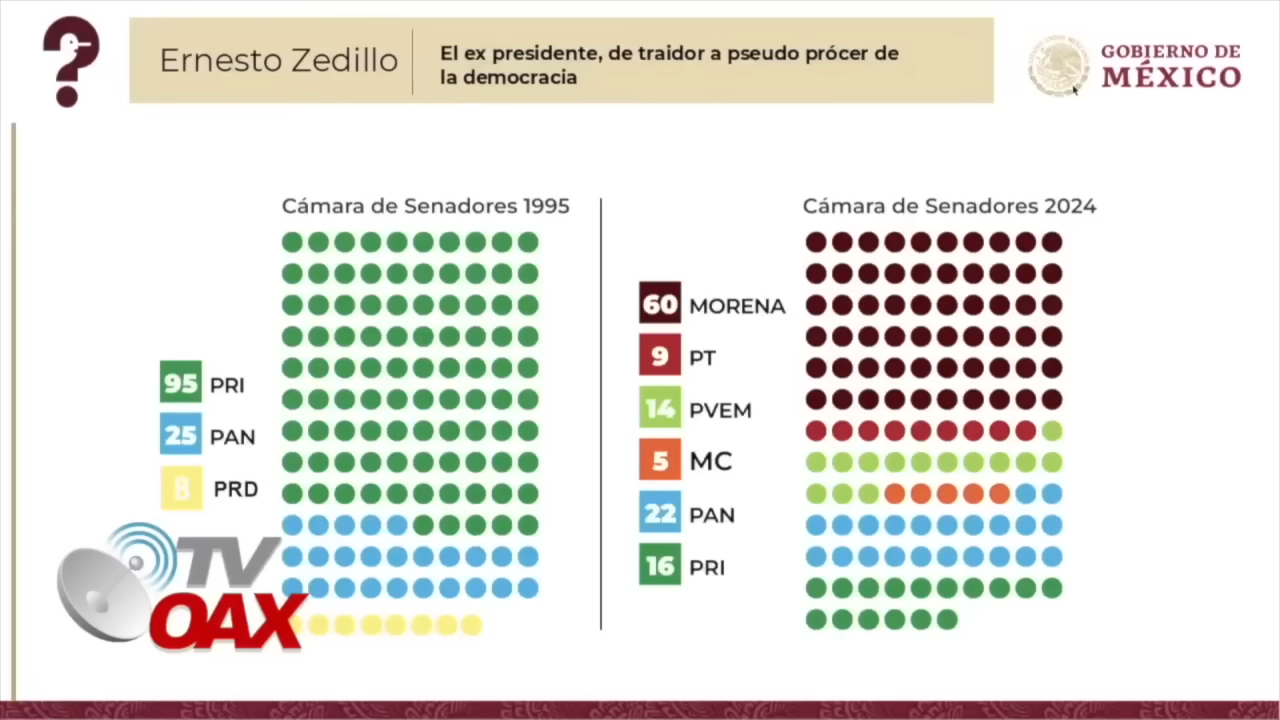 Ernesto Zedillo
El ex presidente, de traidor a pseudo prócer de
la democracia
GOBIERNO DE
MÉXICO
Cámara de Senadores 1995
95 PRI
25 PAN
8 PRD
Cámara de Senadores 2024
60 MORENA
9 PT
14 PVEM
5 MC
22 PAN
16 PRI
TV
OAX